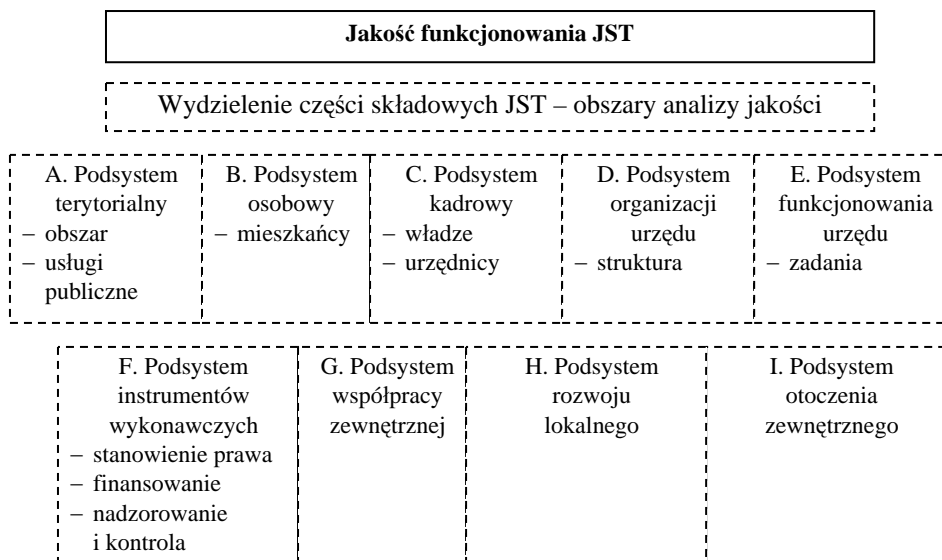 Jakość funkcjonowania JST
Wydzielenie części składowych JST – obszary analizy jakości
A. Podsystem
terytorialny
– obszar
– usługi
publiczne
B. Podsystem
osobowy
– mieszkańcy
C. Podsystem
kadrowy
– władze
– urzędnicy
D. Podsystem
organizacji
urzędu
– struktura
E. Podsystem
funkcjonowania
urzędu
– zadania
F. Podsystem
instrumentów
wykonawczych
– stanowienie prawa
– finansowanie
– nadzorowanie
i kontrola
G. Podsystem
współpracy
zewnętrznej
H. Podsystem
rozwoju
lokalnego
I. Podsystem
otoczenia
zewnętrznego